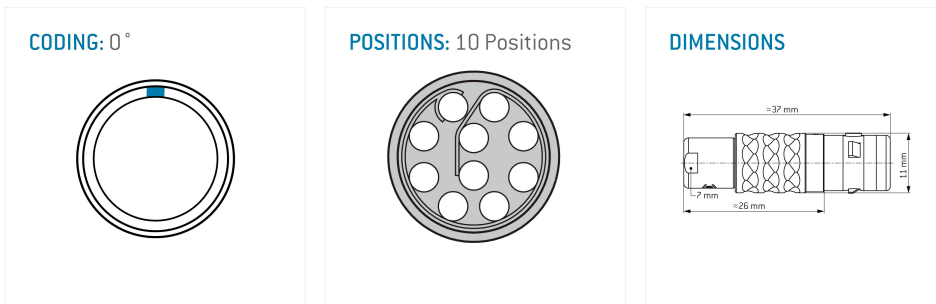 CODING: 0°
POSITIONS: 10 Positions
DIMENSIONS
≈37 mm
11 mm
7 mm
≈26 mm